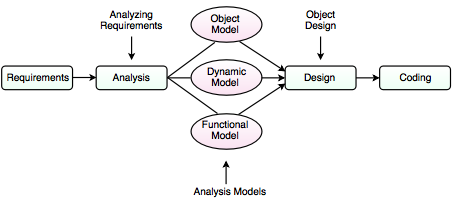 Analyzing
Requirements
Object
Model
Object
Design
Requirements
Analysis
Dynamic
Model
Design
Coding
Functional
Model
Analysis Models